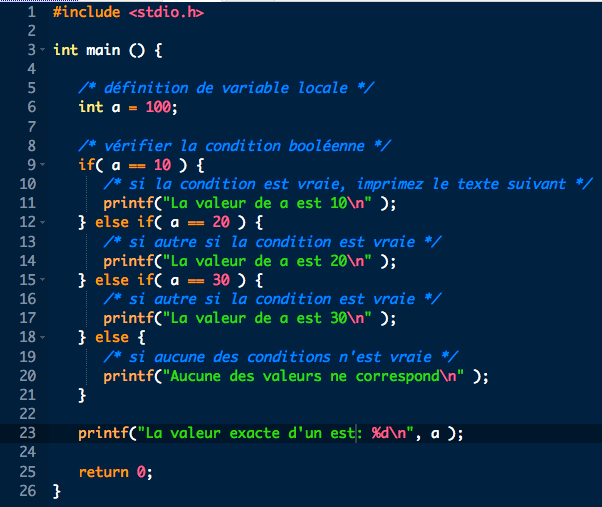 1 #include <stdio.h>
2
3 int main () {
4
5 /* définition de variable locale */
6 int a = 100;
7
8 /* vérifier la condition booléenne */
9 if( a == 10 ) {
10 /* si la condition est vraie, imprimez le texte suivant */
11 printf("La valeur de a est 10\n" );
12 } else if( a == 20 ) {
13 /* si autre si la condition est vraie */
14 printf("La valeur de a est 20\n" );
15 } else if( a == 30 ) {
16 /* si autre si la condition est vraie */
17 printf("La valeur de a est 30\n" );
18 } else {
19 /* si aucune des conditions n'est vraie */
20 printf("Aucune des valeurs ne correspond\n" );
21 }
22
23 printf("La valeur exacte d'un est: %d\n", a );
24
25 return 0;
26 }